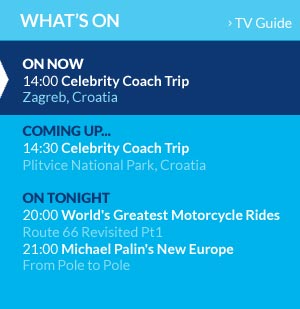 WHAT'S ON
› TV Guide
ON NOW
14:00 Celebrity Coach Trip
Zagreb, Croatia
COMING UP...
14:30 Celebrity Coach Trip
Plitvice National Park, Croatia
ON TONIGHT
20:00 World's Greatest Motorcycle Rides
Route 66 Revisited Pt1
21:00 Michael Palin's New Europe
From Pole to Pole